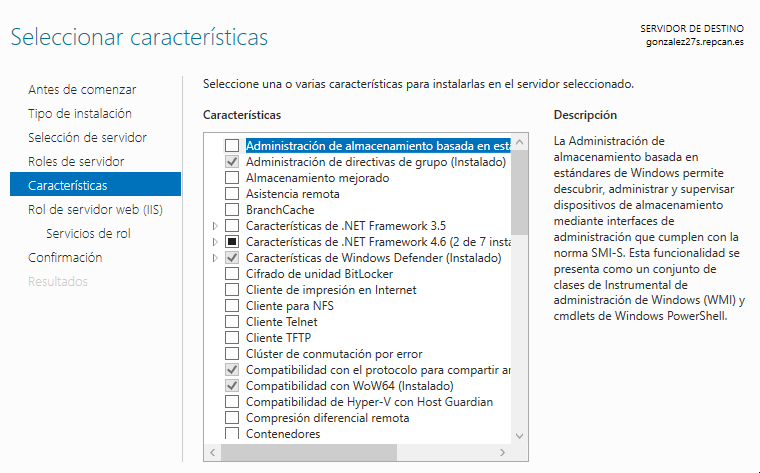 Seleccionar características
SERVIDOR DE DESTINO
gonzalez27s.repcan.es
Antes de comenzar
Tipo de instalación
Selección de servidor
Roles de servidor
Características
Rol de servidor web (IIS)
Servicios de rol
Confirmación
Resultados
Seleccione una o varias características para instalarlas en el servidor seleccionado.
Características
Administración de almacenamiento basada en está
Administración de directivas de grupo (Instalado)
Almacenamiento mejorado
Asistencia remota
BranchCache
Características de .NET Framework 3.5
Características de .NET Framework 4.6 (2 de 7 insta
Características de Windows Defender (Instalado)
Cifrado de unidad BitLocker
Cliente de impresión en Internet
Cliente para NFS
Cliente Telnet
Cliente TFTP
Clúster de conmutación por error
Compatibilidad con el protocolo para compartir ar
Compatibilidad con WoW64 (Instalado)
Compatibilidad de Hyper-V con Host Guardian
Compresión diferencial remota
Contenedores
Descripción
La Administración de
almacenamiento basada en
estándares de Windows permite
descubrir, administrar y supervisar
dispositivos de almacenamiento
mediante interfaces de
administración que cumplen con la
norma SMI-S. Esta funcionalidad se
presenta como un conjunto de
clases de Instrumental de
administración de Windows (WMI) y
cmdlets de Windows PowerShell.